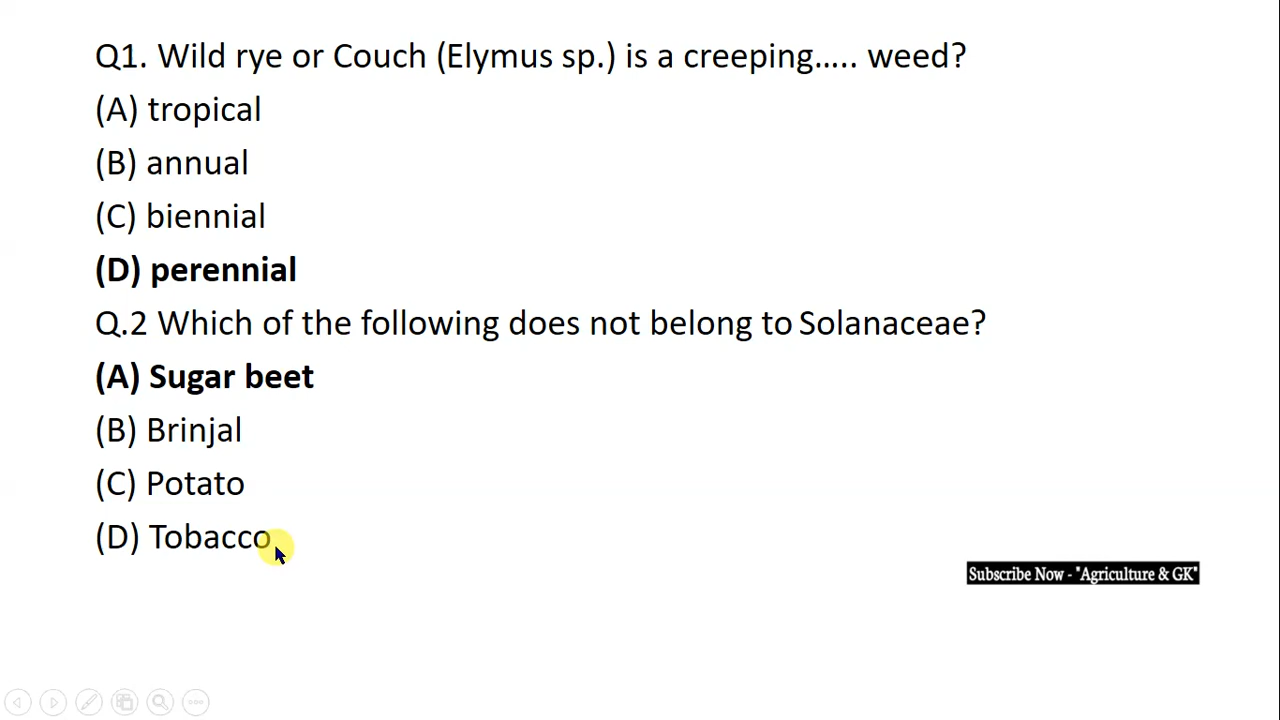 Q1. Wild rye or Couch (Elymus sp.) is a creeping..... weed?
(A) tropical
(B) annual
(C) biennial
(D) perennial
Q.2 Which of the following does not belong to Solanaceae?
(A) Sugar beet
(B) Brinjal
(C) Potato
(D) Tobacco
Subscribe Now - "Agriculture & GK"